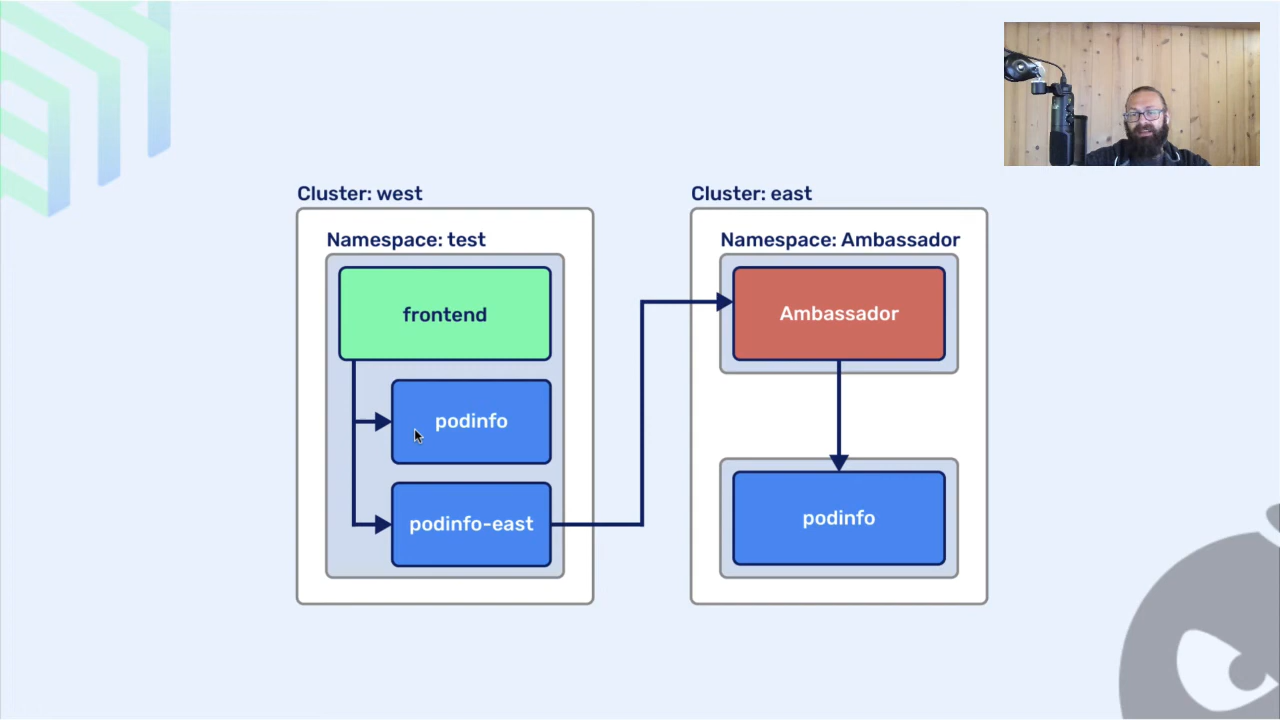 Cluster: west
Namespace: test
frontend
podinfo
podinfo-east
Cluster: east
Namespace: Ambassador
Ambassador
podinfo